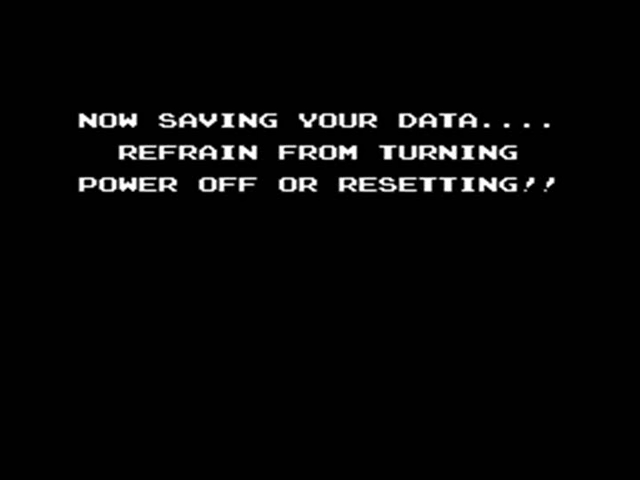 NOW SAVING YOUR DATA....
REFRAIN FROM TURNING
POWER OFF OR RESETTING!!